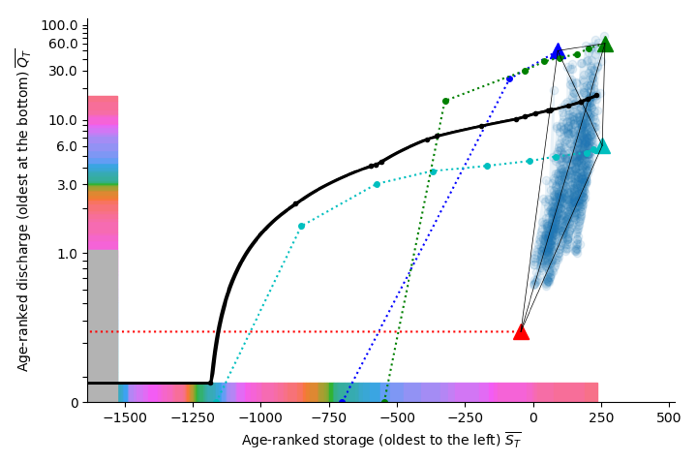 100.0
60.0
30.0
10.0
6.0
3.0
1.0
0
Age-ranked discharge (oldest at the bottom) $\overline{Q_T}$
−1500 −1250 −1000 −750 −500 −250 0 250 500
Age-ranked storage (oldest to the left) $\overline{S_T}$